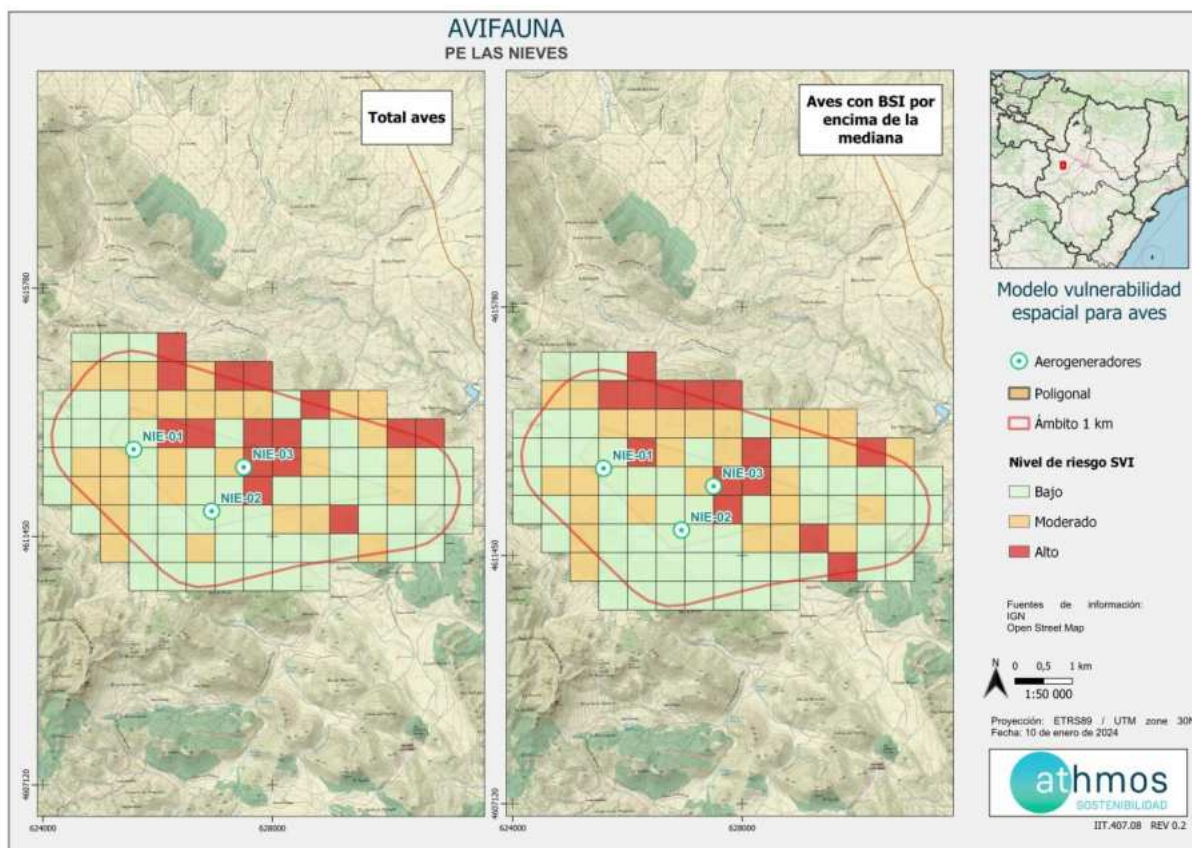 AVIFAUNA
PE LAS NIEVES
Total aves
NIE-01
NIE-03
NIE-02
4615780
4611450
4607120
624000
628000
Aves con BSI por
encima de la
mediana
NIE-01
NIE-03
NIE-02
4615780
4611450
4607120
624000
628000
Modelo vulnerabilidad
espacial para aves
Aerogeneradores
Poligonal
Ámbito 1 km
Nivel de riesgo SVI
Bajo
Moderado
Alto
Fuentes de información:
IGN
Open Street Map
N 0 0,5 1 km
1:50 000
Proyección: ETRS89 / UTM zone 30N
Fecha: 10 de enero de 2024
athmos
SOSTENIBILIDAD
IIT.407.08 REV 0.2